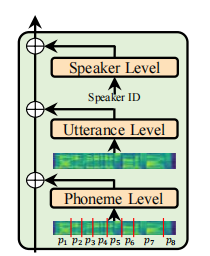 Speaker Level
Speaker ID
Utterance Level
Phoneme Level
p1 p2 p3 p4 p5 p6 p7 p8